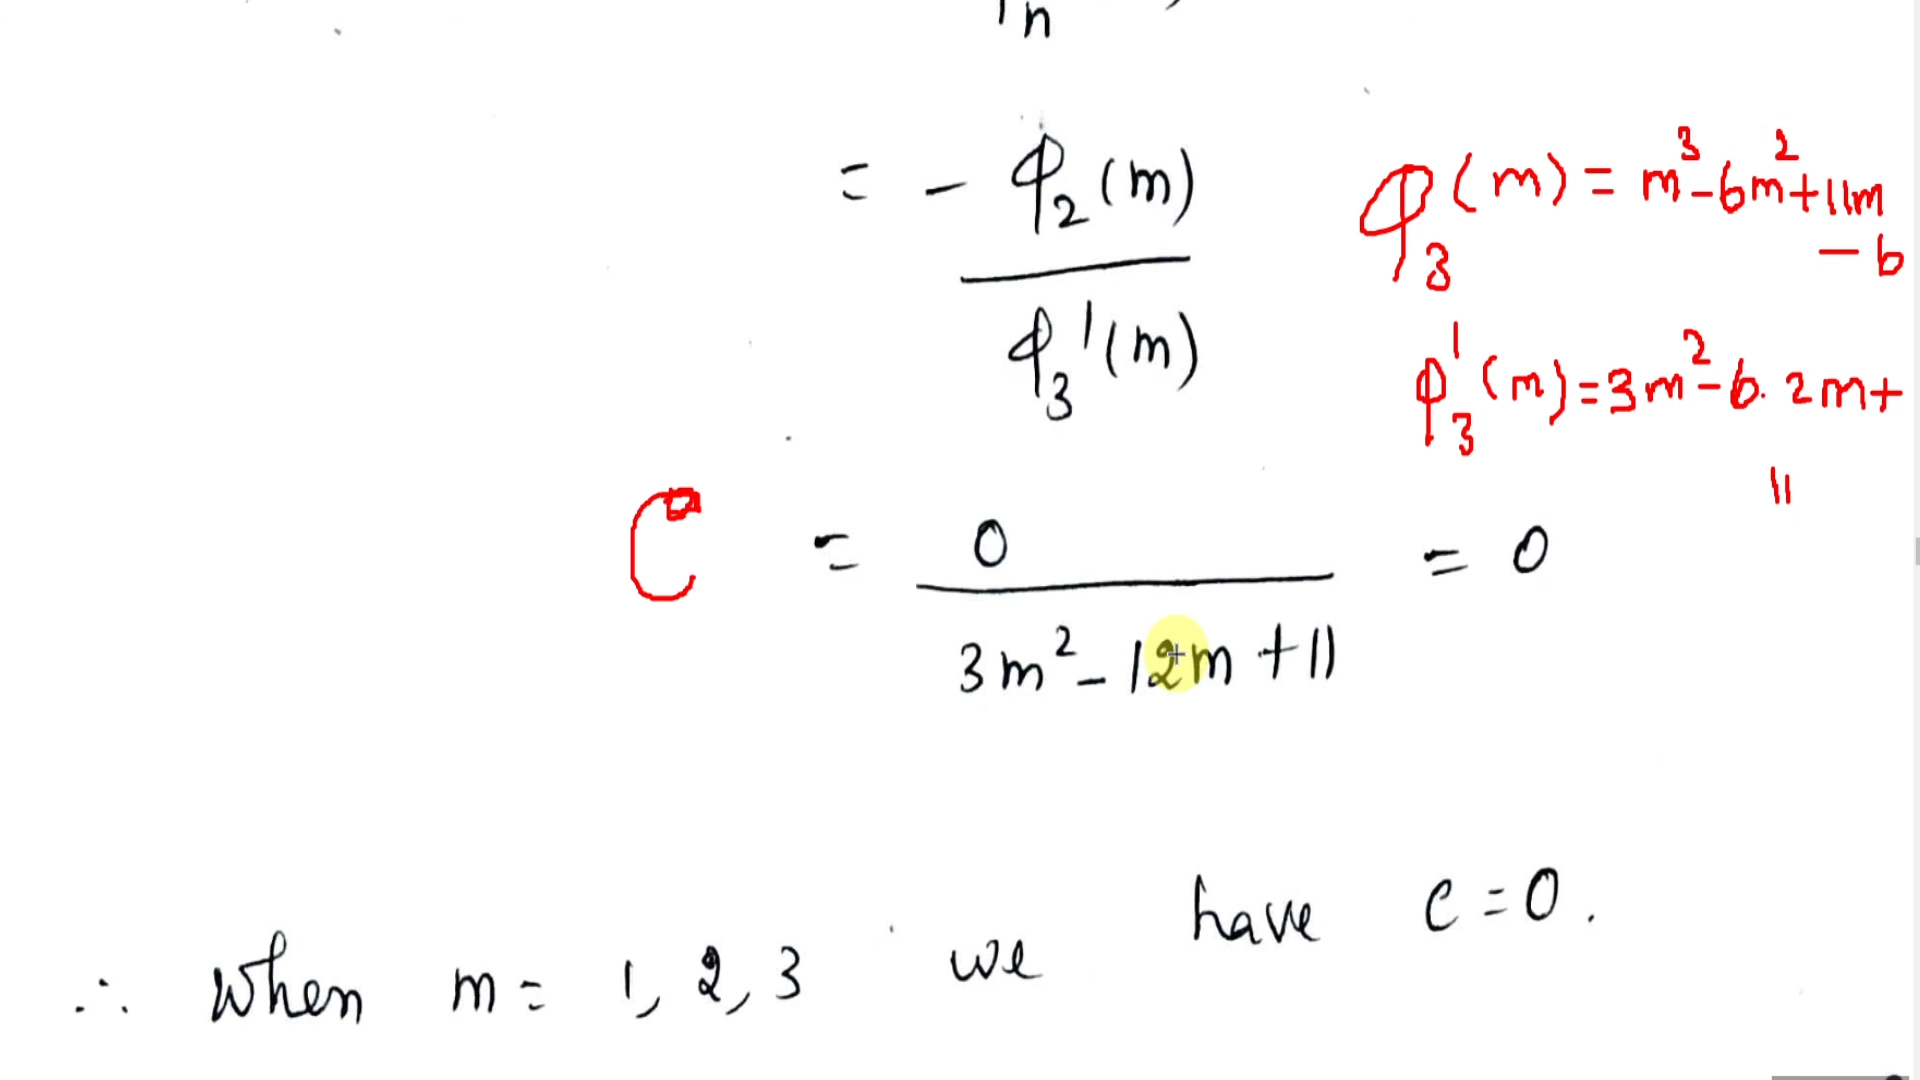 n
= - φ₂(m)
φ₃'(m)
φ₃(m) = m³-6m²+11m
-6
φ₃'(m) = 3m²-6.2m+
11
C = 0 = 0
3m²-12m+11
∴ when m = 1, 2, 3 we have c = 0.